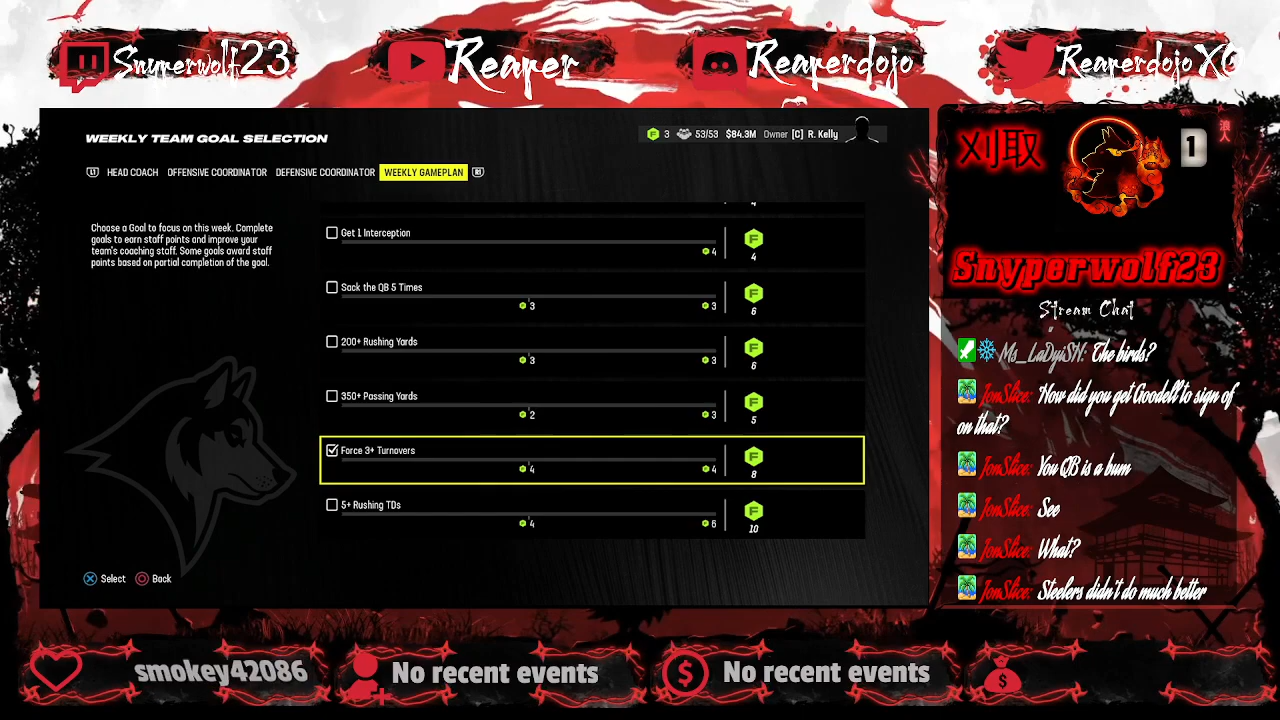 Snyperwolf23
Reaper
Reaperdojo
ReaperdojoXG
WEEKLY TEAM GOAL SELECTION
F 3 53/53 $84.3M Owner [C] R. Kelly
L1 HEAD COACH OFFENSIVE COORDINATOR DEFENSIVE COORDINATOR WEEKLY GAMEPLAN R1
Choose a Goal to focus on this week. Complete
goals to earn staff points and improve your
team's coaching staff. Some goals award staff
points based on partial completion of the goal.
4
Get 1 Interception
4
F
4
Sack the QB 5 Times
3 3
F
6
200+ Rushing Yards
3 3
F
6
350+ Passing Yards
2 3
F
5
Force 3+ Turnovers
4 4
F
8
5+ Rushing TDs
4 6
F
10
Select Back
刈取
1
浪人
Snyperwolf23
Stream Chat
Ms_LaDyiSH: The birds?
JonSlice: How did you get Goodell to sign of
on that?
JonSlice: You QB is a bum
JonSlice: See
JonSlice: What?
JonSlice: Steelers didn't do much better
smokey42086
No recent events
No recent events